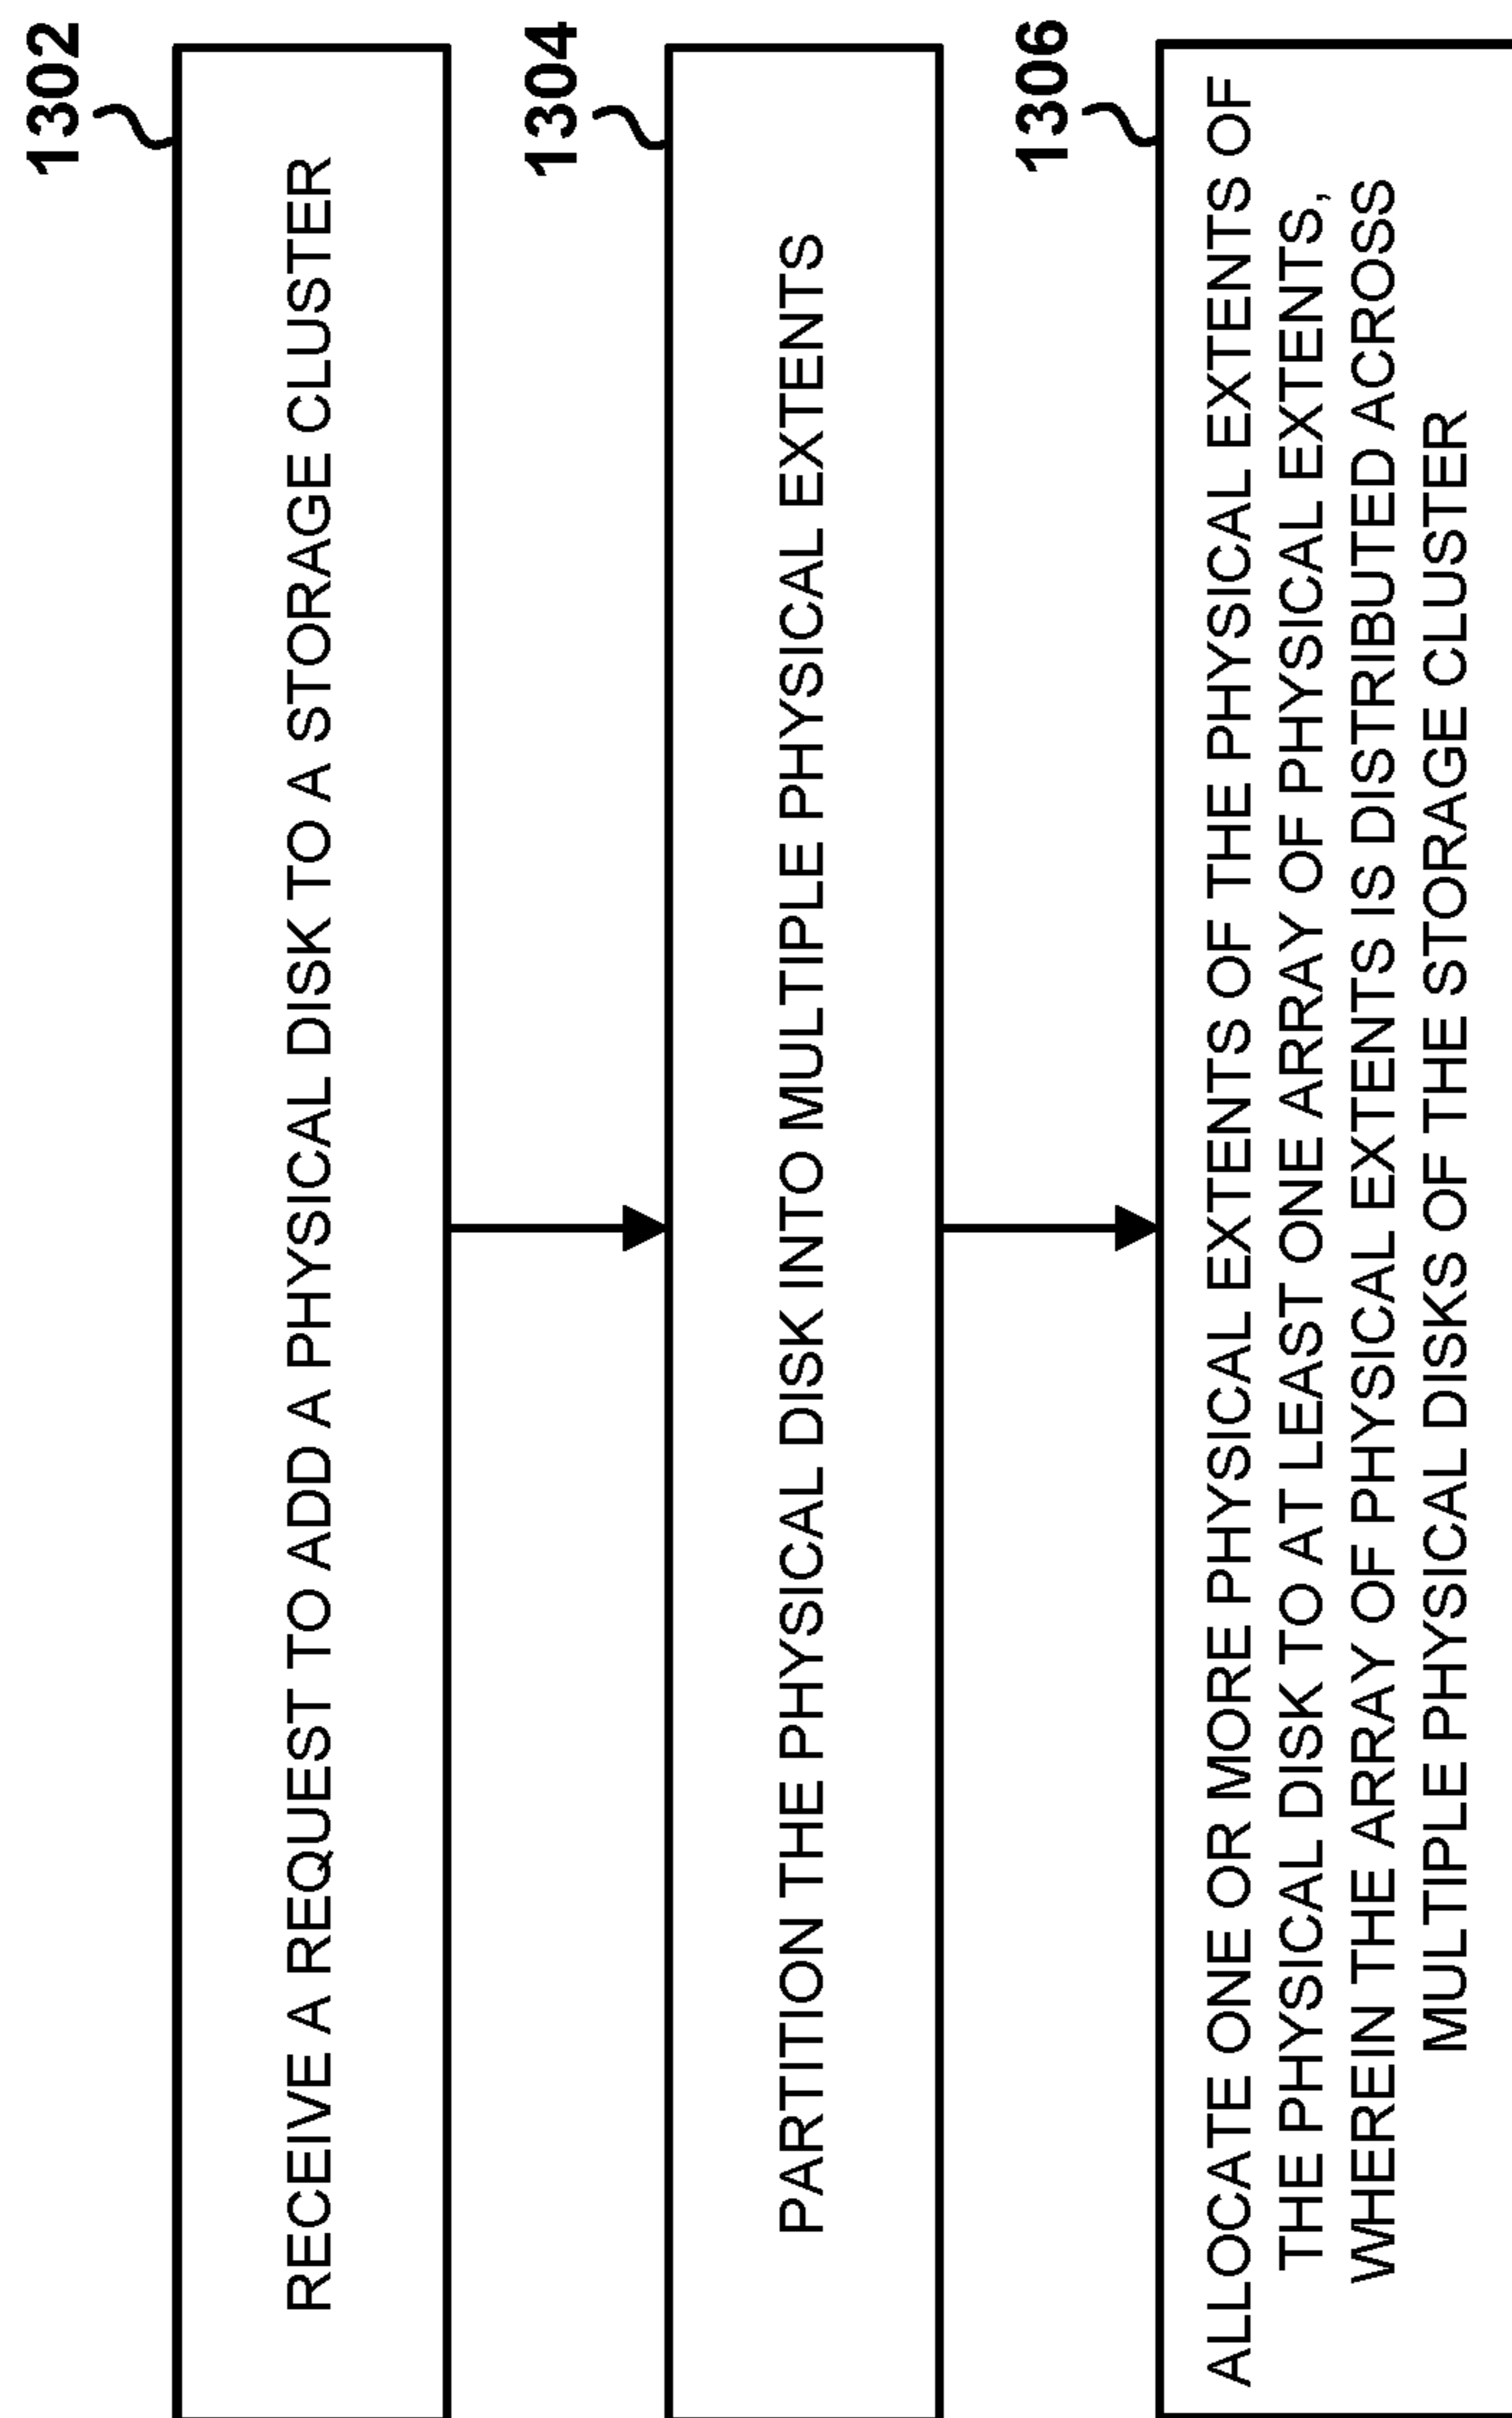 1302
RECEIVE A REQUEST TO ADD A PHYSICAL DISK TO A STORAGE CLUSTER
1304
PARTITION THE PHYSICAL DISK INTO MULTIPLE PHYSICAL EXTENTS
1306
ALLOCATE ONE OR MORE PHYSICAL EXTENTS OF THE PHYSICAL EXTENTS OF
THE PHYSICAL DISK TO AT LEAST ONE ARRAY OF PHYSICAL EXTENTS,
WHEREIN THE ARRAY OF PHYSICAL EXTENTS IS DISTRIBUTED ACROSS
MULTIPLE PHYSICAL DISKS OF THE STORAGE CLUSTER